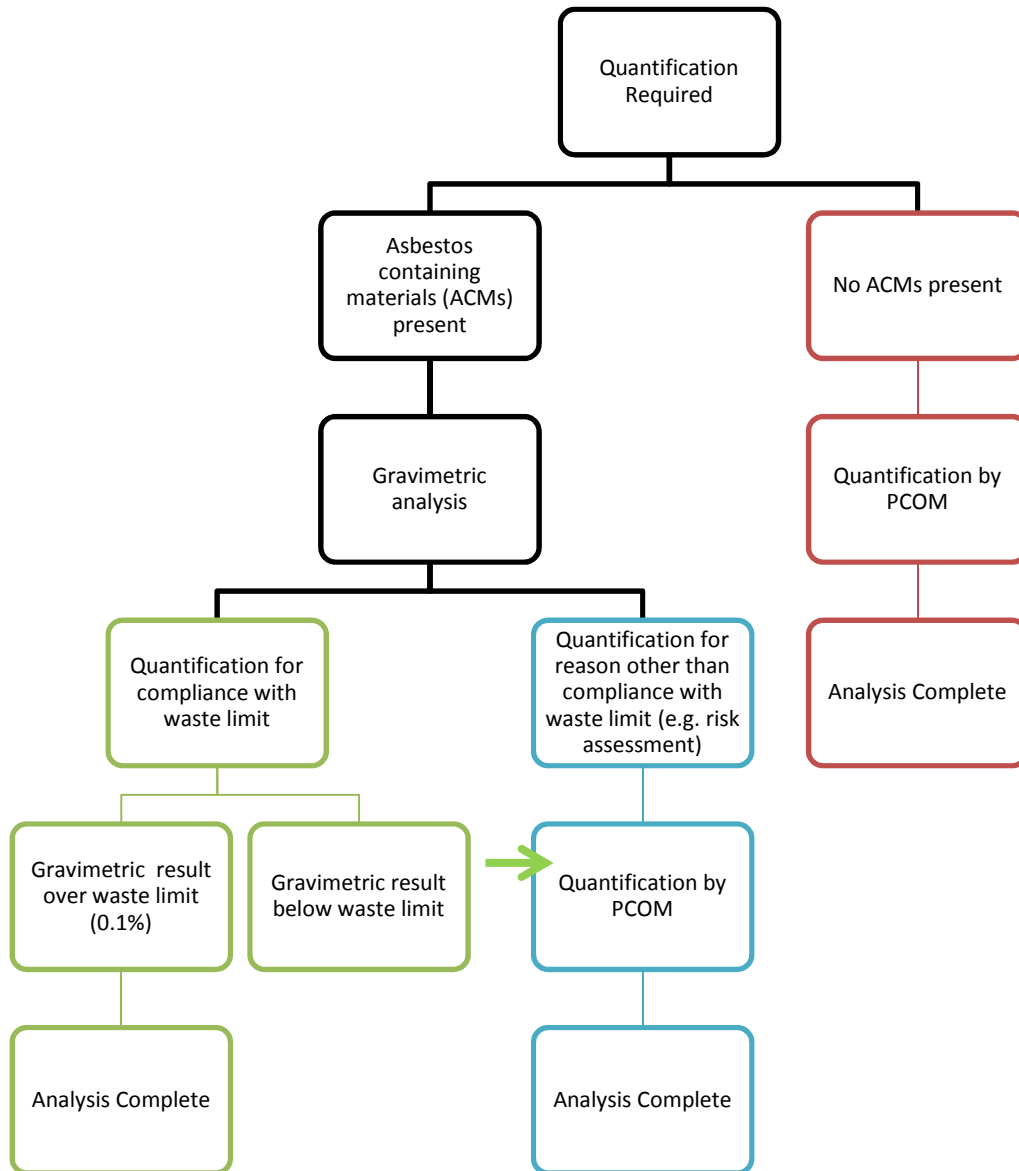 Quantification
Required
Asbestos
containing
materials (ACMs)
present
No ACMs present
Gravimetric
analysis
Quantification by
PCOM
Quantification for
compliance with
waste limit
Quantification for
reason other than
compliance with
waste limit (e.g. risk
assessment)
Analysis Complete
Gravimetric  result
over waste limit
(0.1%)
Gravimetric result
below waste limit
Quantification by
PCOM
Analysis Complete
Analysis Complete